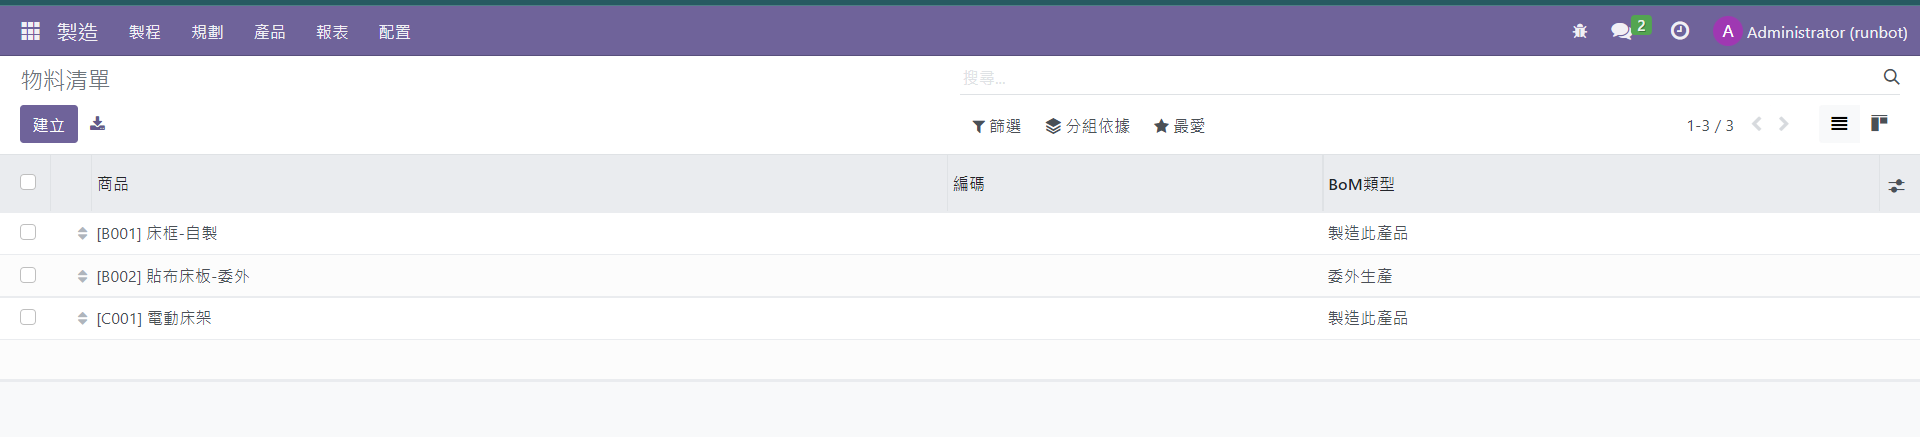 製造 製程 規劃 產品 報表 配置 2 A Administrator (runbot)
物料清單 搜尋...
建立 篩選 分組依據 最愛 1-3 / 3
商品 編碼 BoM類型
[B001] 床框-自製 製造此產品
[B002] 貼布床板-委外 委外生產
[C001] 電動床架 製造此產品